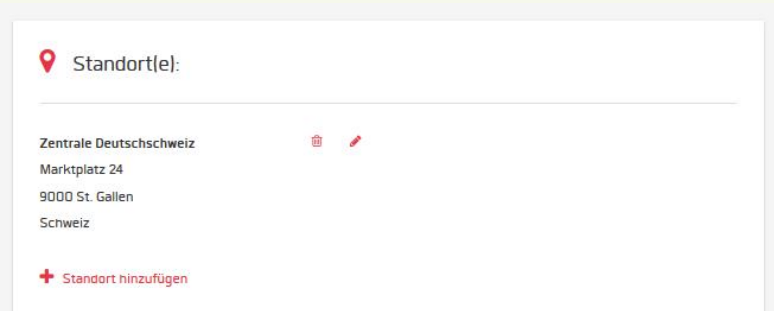 Standort(e):
Zentrale Deutschschweiz
Marktplatz 24
9000 St. Gallen
Schweiz
Standort hinzufügen